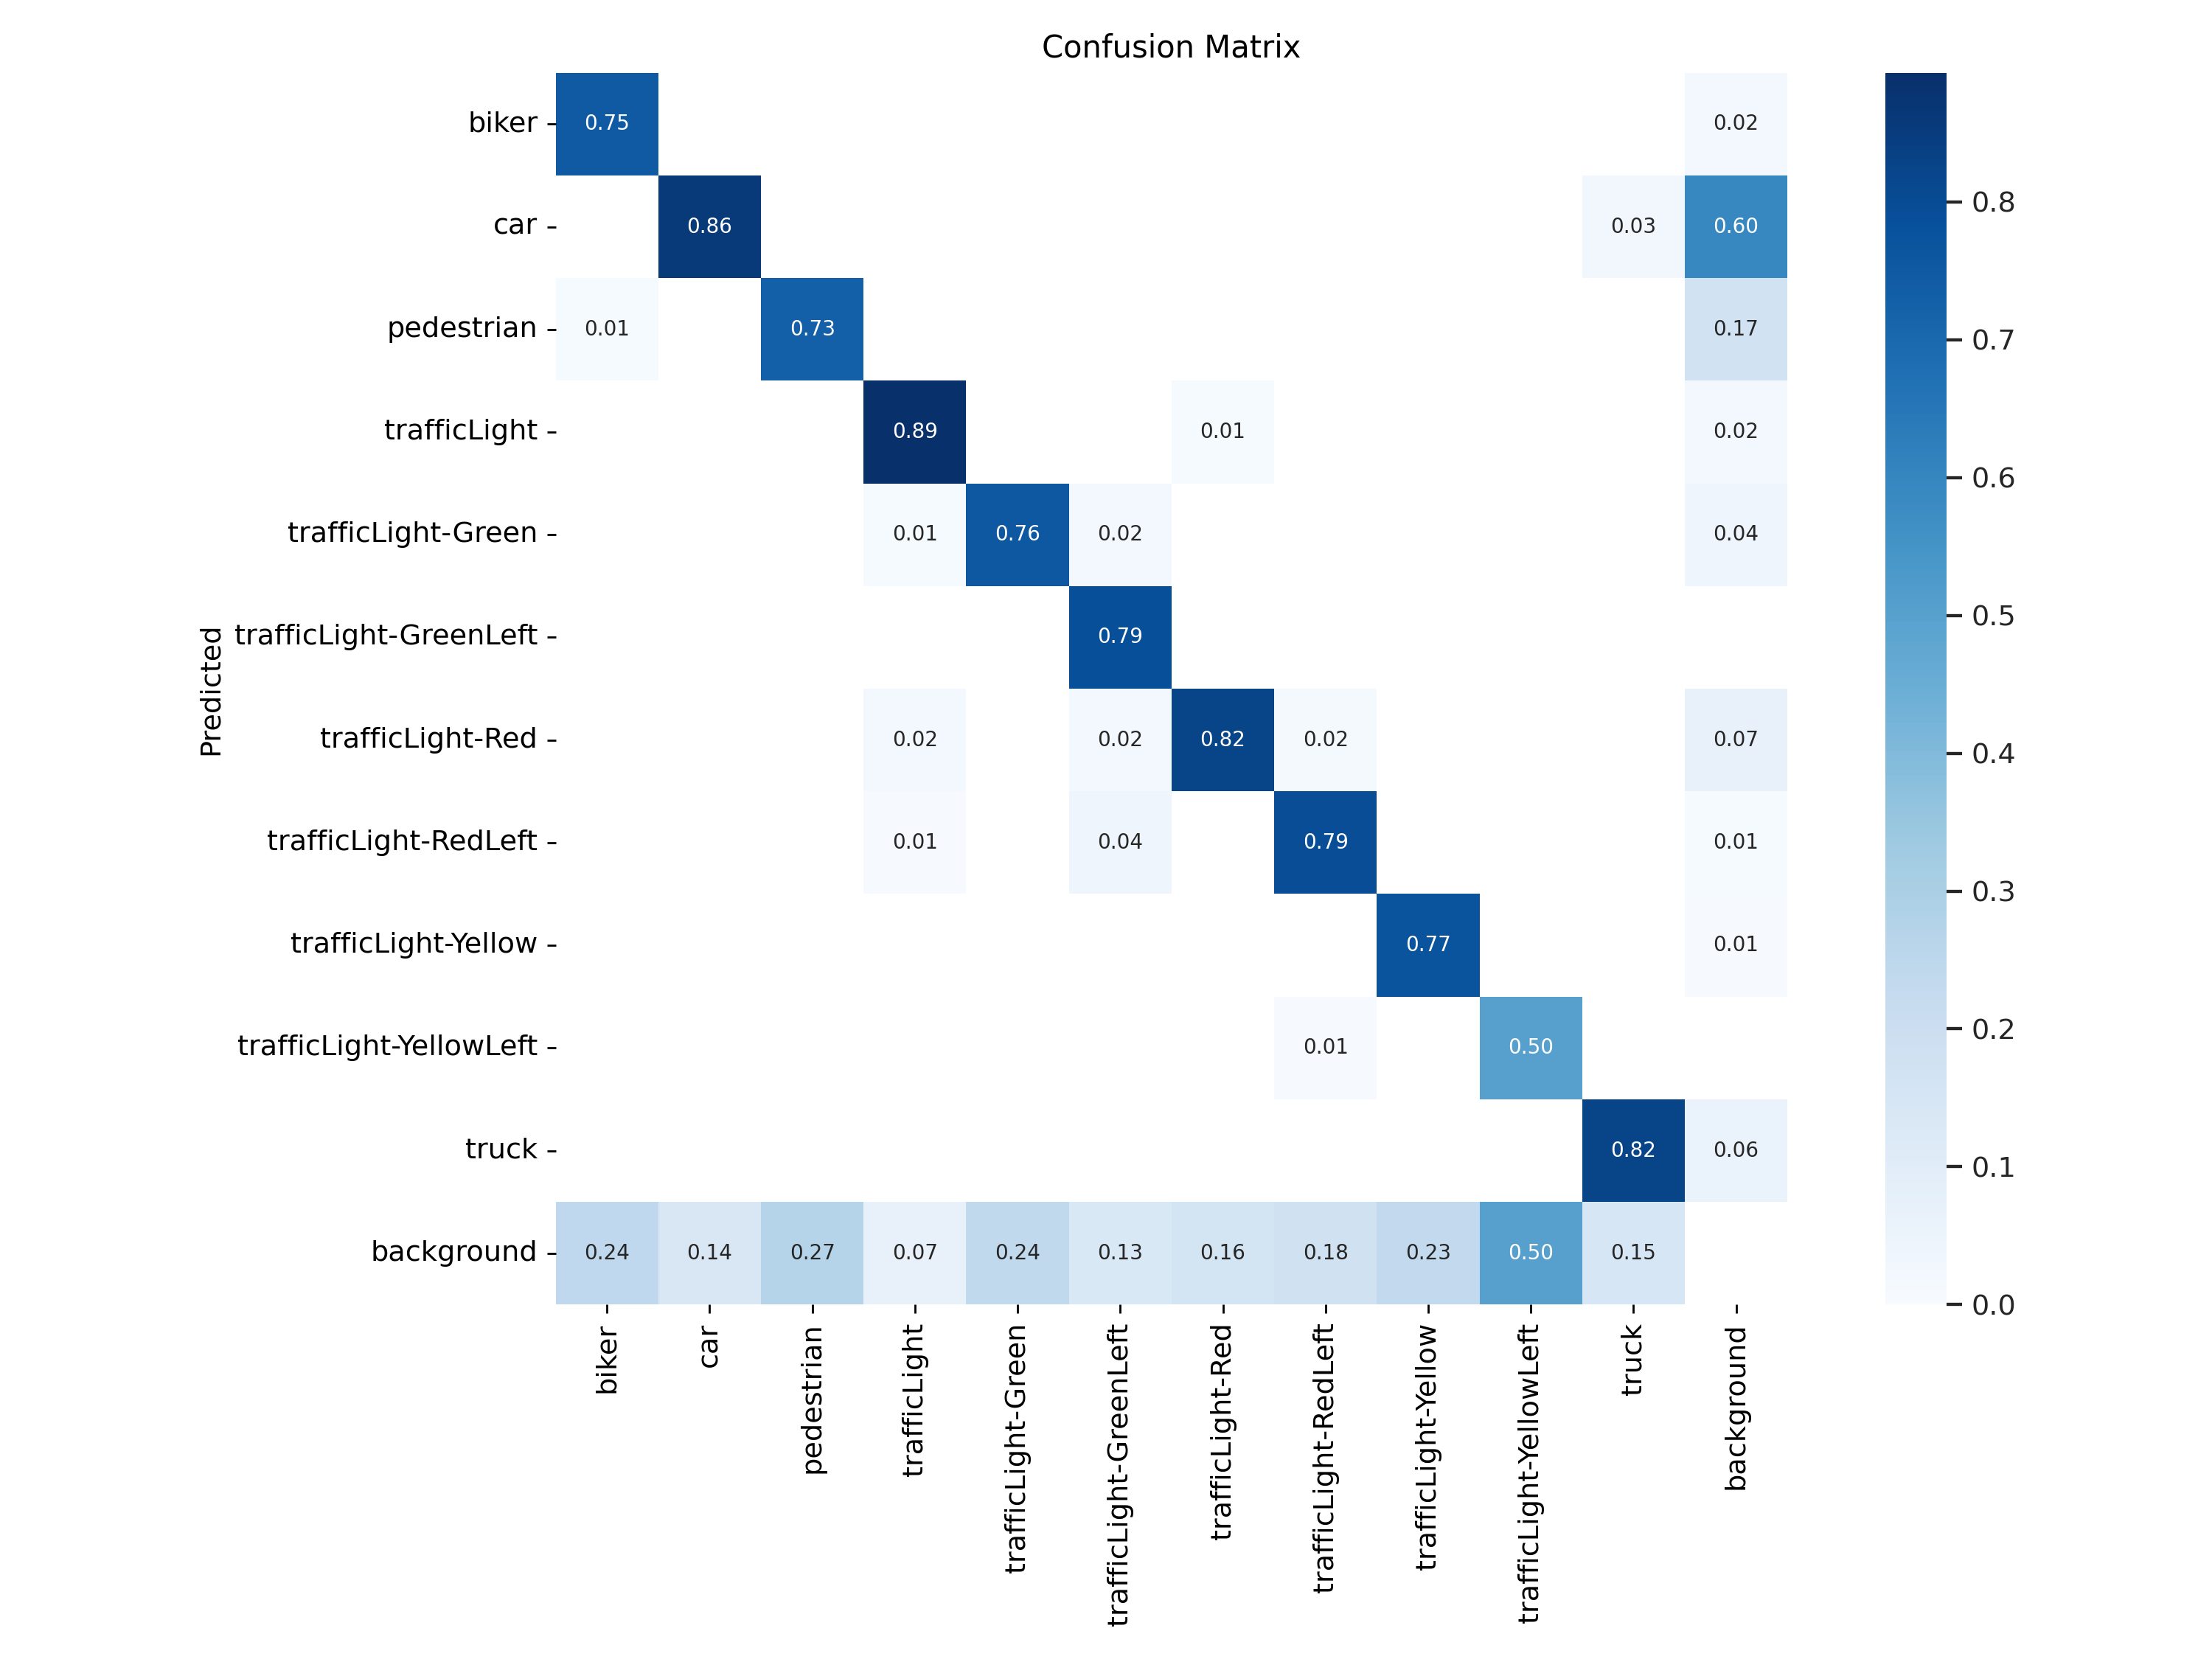 Confusion Matrix
biker 0.75 0.02
car 0.86 0.03 0.60
pedestrian 0.01 0.73 0.17
trafficLight 0.89 0.01 0.02
trafficLight-Green 0.01 0.76 0.02 0.04
trafficLight-GreenLeft 0.79
trafficLight-Red 0.02 0.02 0.82 0.02 0.07
trafficLight-RedLeft 0.01 0.04 0.79 0.01
trafficLight-Yellow 0.77 0.01
trafficLight-YellowLeft 0.01 0.50
truck 0.82 0.06
background 0.24 0.14 0.27 0.07 0.24 0.13 0.16 0.18 0.23 0.50 0.15
Predicted
biker
car
pedestrian
trafficLight
trafficLight-Green
trafficLight-GreenLeft
trafficLight-Red
trafficLight-RedLeft
trafficLight-Yellow
trafficLight-YellowLeft
truck
background
0.8
0.7
0.6
0.5
0.4
0.3
0.2
0.1
0.0